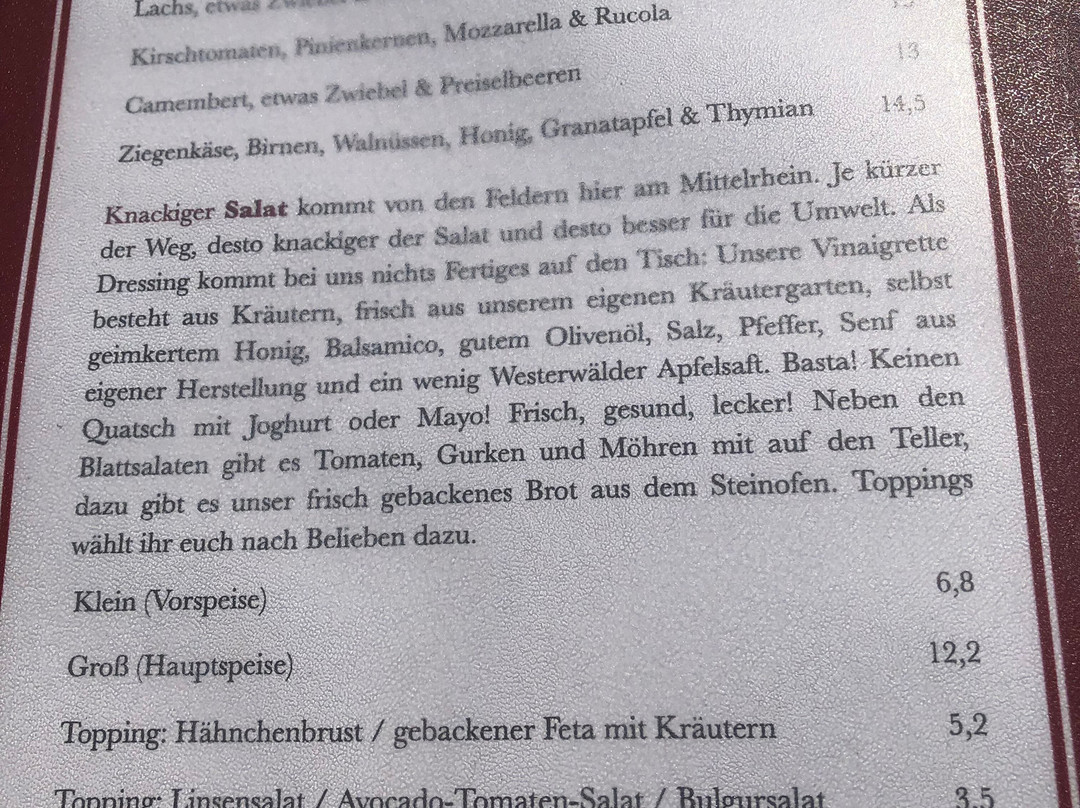 Lachs, etwas
Kirschtomaten, Pinienkernen, Mozzarella & Rucola
Camembert, etwas Zwiebel & Preiselbeeren 13
Ziegenkäse, Birnen, Walnüssen, Honig, Granatapfel & Thymian 14,5
Knackiger Salat kommt von den Feldern hier am Mittelrhein. Je kürzer
der Weg, desto knackiger der Salat und desto besser für die Umwelt. Als
Dressing kommt bei uns nichts Fertiges auf den Tisch: Unsere Vinaigrette
besteht aus Kräutern, frisch aus unserem eigenen Kräutergarten, selbst
geimkertem Honig, Balsamico, gutem Olivenöl, Salz, Pfeffer, Senf aus
eigener Herstellung und ein wenig Westerwälder Apfelsaft. Basta! Keinen
Quatsch mit Joghurt oder Mayo! Frisch, gesund, lecker! Neben den
Blattsalaten gibt es Tomaten, Gurken und Möhren mit auf den Teller,
dazu gibt es unser frisch gebackenes Brot aus dem Steinofen. Toppings
wählt ihr euch nach Belieben dazu.
Klein (Vorspeise) 6,8
Groß (Hauptspeise) 12,2
Topping: Hähnchenbrust / gebackener Feta mit Kräutern 5,2
Topping: Linsensalat / Avocado-Tomaten-Salat / Bulgursalat 3,5